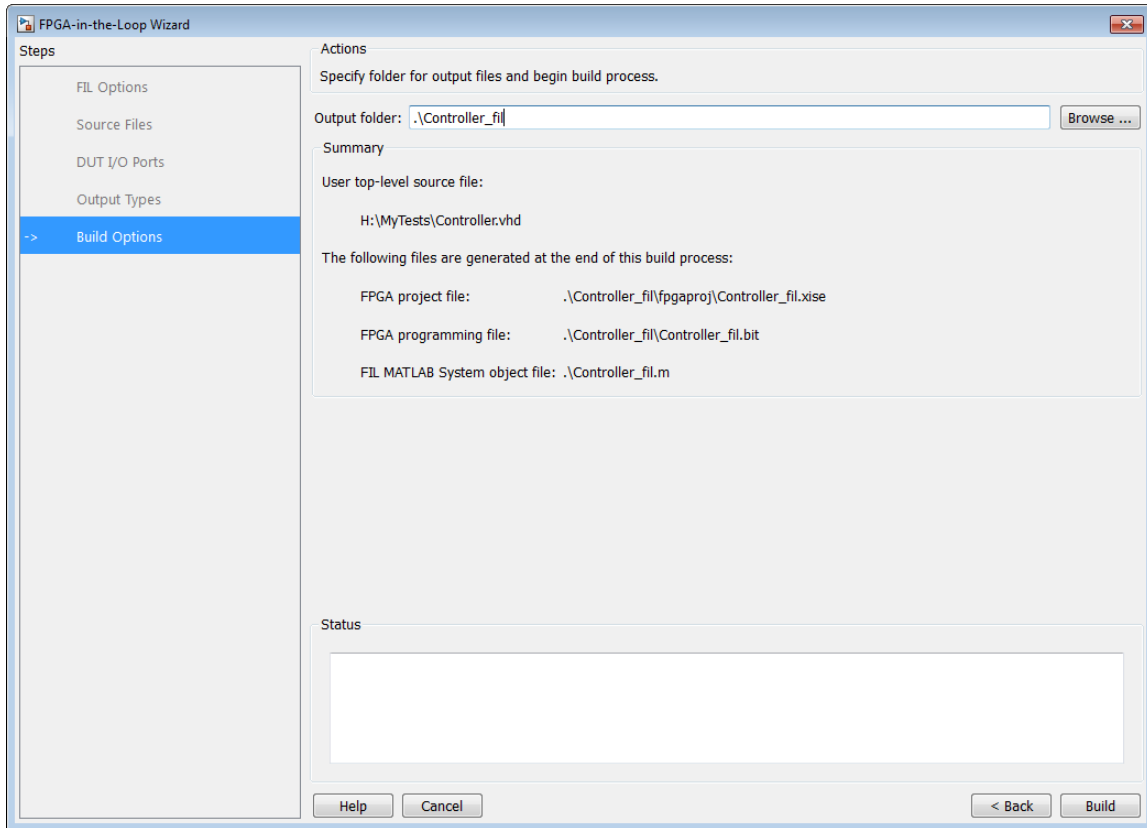 FPGA-in-the-Loop Wizard
Steps
FIL Options
Source Files
DUT I/O Ports
Output Types
-> Build Options
Actions
Specify folder for output files and begin build process.
Output folder: .\Controller_fil Browse ...
Summary
User top-level source file:
H:\MyTests\Controller.vhd
The following files are generated at the end of this build process:
FPGA project file: .\Controller_fil\fpgaproj\Controller_fil.xise
FPGA programming file: .\Controller_fil\Controller_fil.bit
FIL MATLAB System object file: .\Controller_fil.m
Status
Help Cancel < Back Build